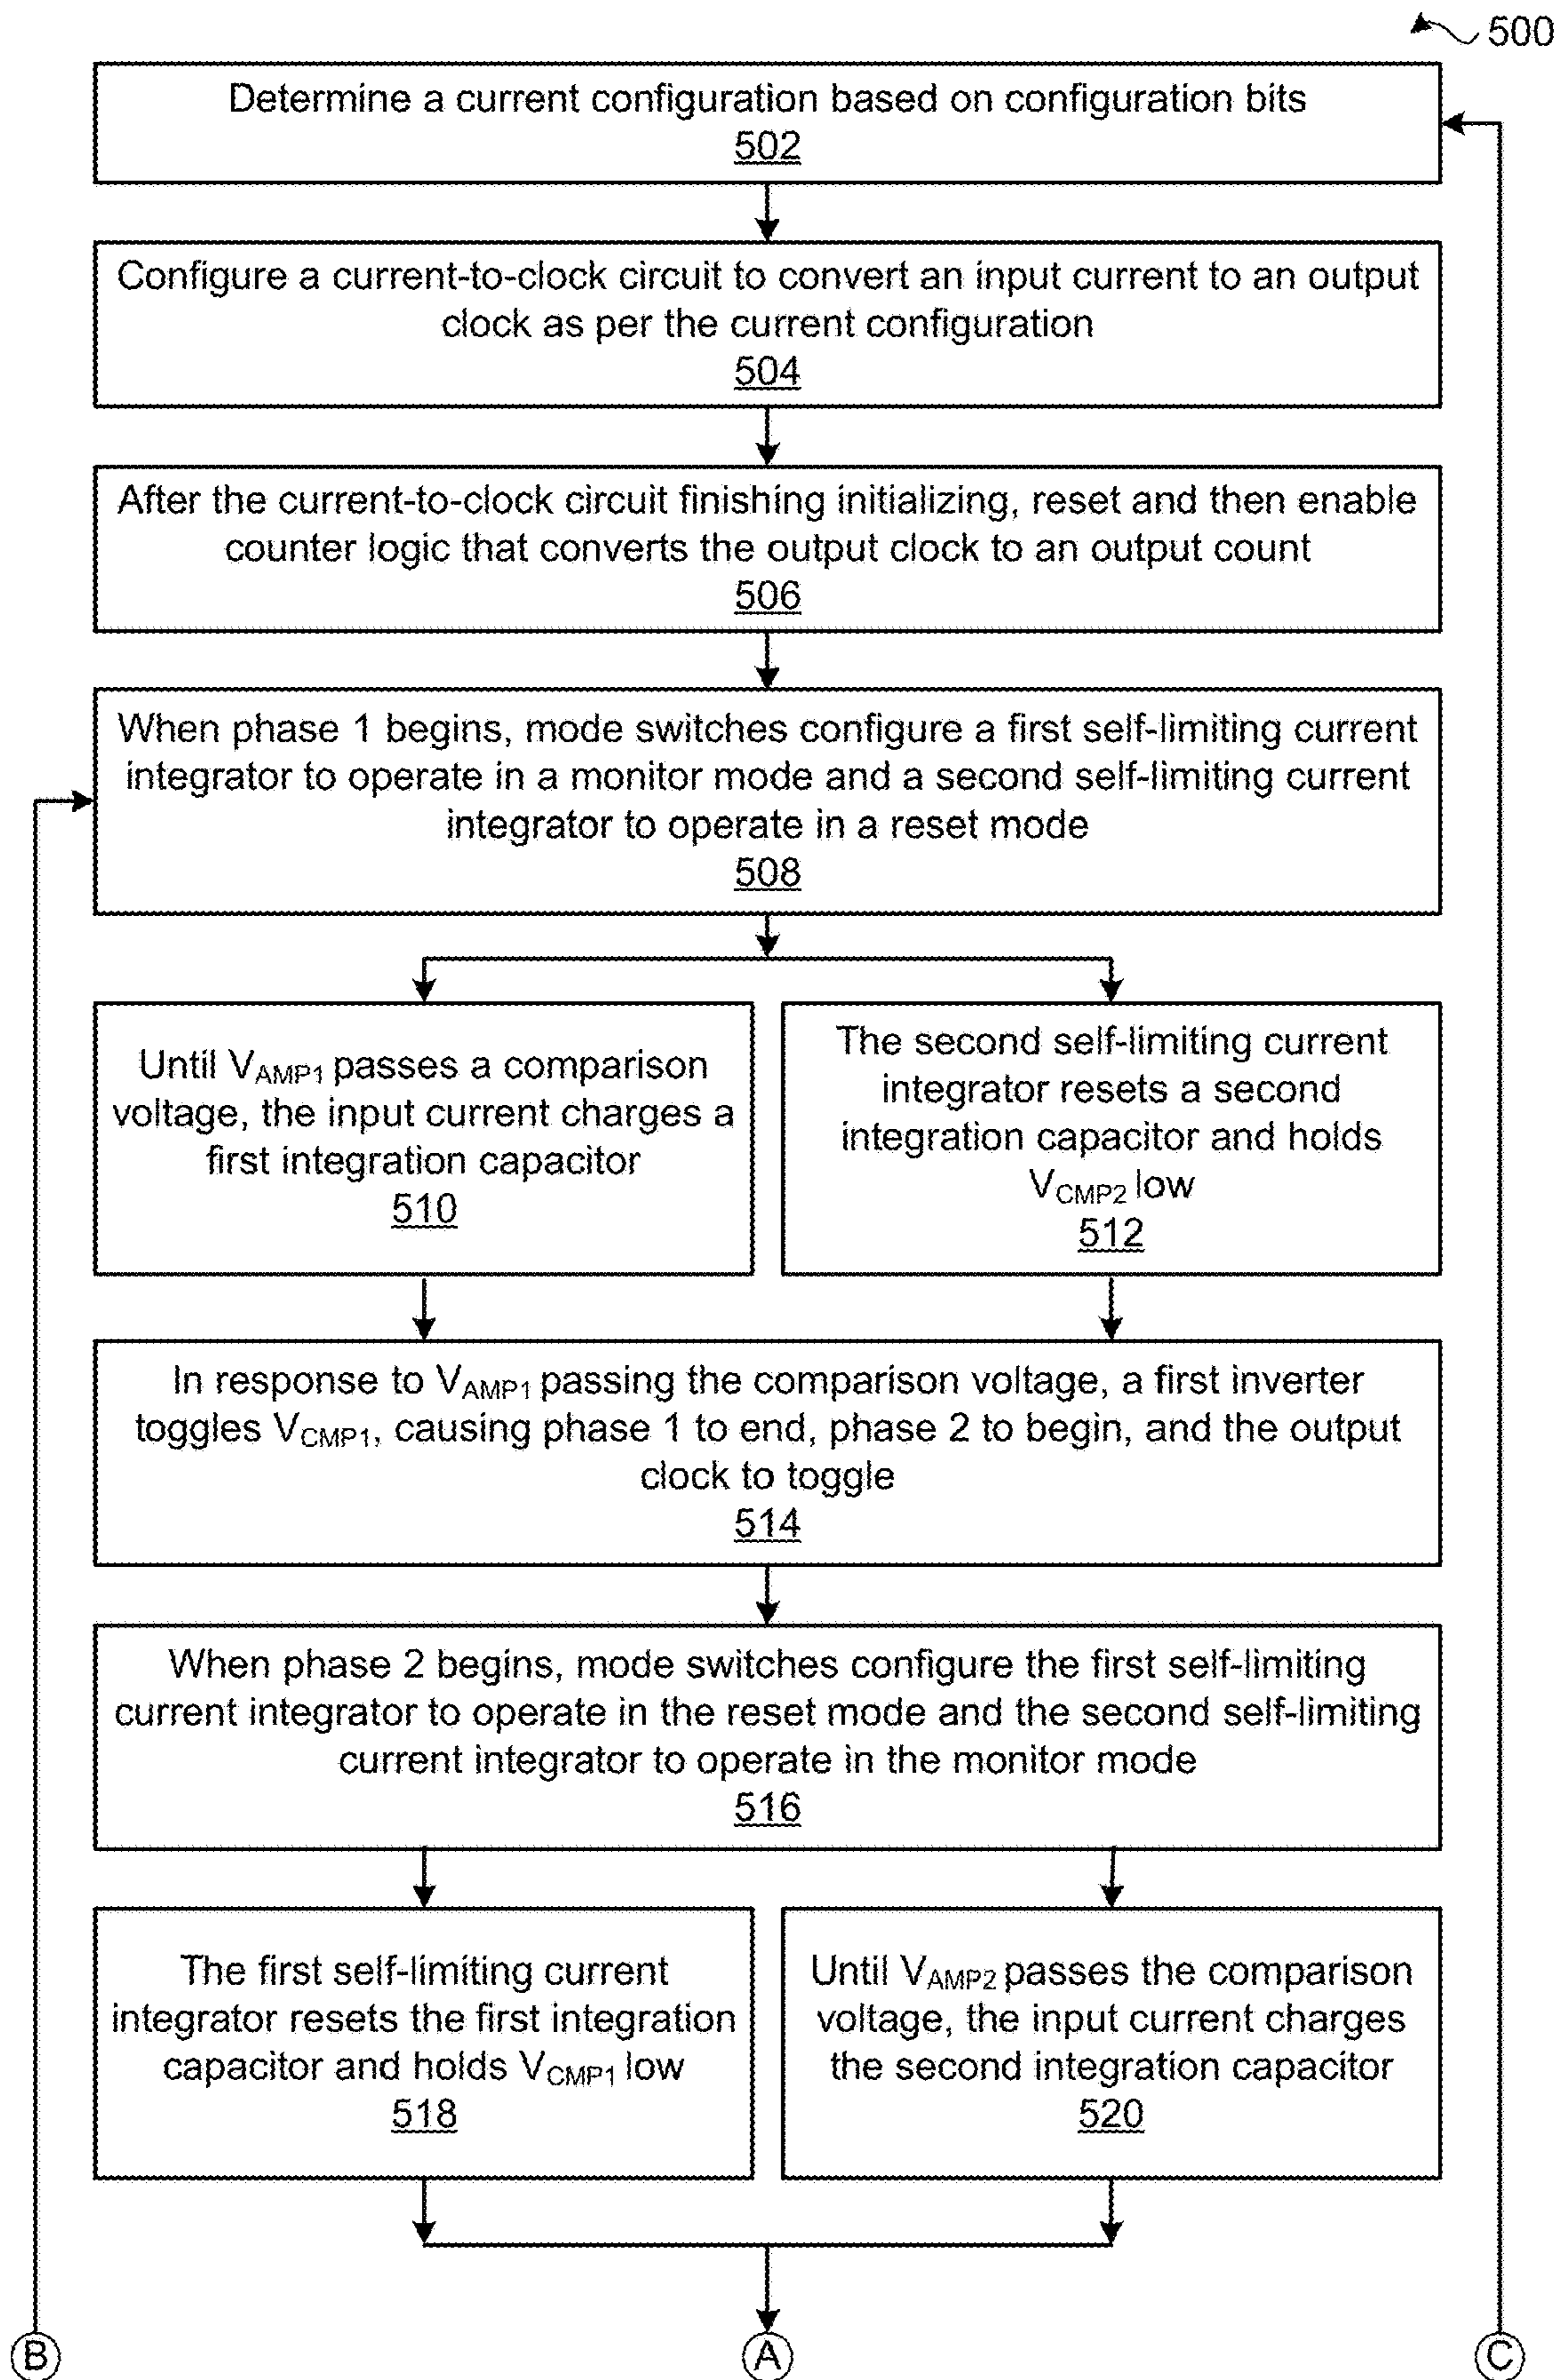 500
Determine a current configuration based on configuration bits
502
Configure a current-to-clock circuit to convert an input current to an output
clock as per the current configuration
504
After the current-to-clock circuit finishing initializing, reset and then enable
counter logic that converts the output clock to an output count
506
When phase 1 begins, mode switches configure a first self-limiting current
integrator to operate in a monitor mode and a second self-limiting current
integrator to operate in a reset mode
508
Until VAMP1 passes a comparison
voltage, the input current charges a
first integration capacitor
510
The second self-limiting current
integrator resets a second
integration capacitor and holds
VCMP2 low
512
In response to VAMP1 passing the comparison voltage, a first inverter
toggles VCMP1, causing phase 1 to end, phase 2 to begin, and the output
clock to toggle
514
When phase 2 begins, mode switches configure the first self-limiting
current integrator to operate in the reset mode and the second self-limiting
current integrator to operate in the monitor mode
516
The first self-limiting current
integrator resets the first integration
capacitor and holds VCMP1 low
518
Until VAMP2 passes the comparison
voltage, the input current charges
the second integration capacitor
520
B
A
C